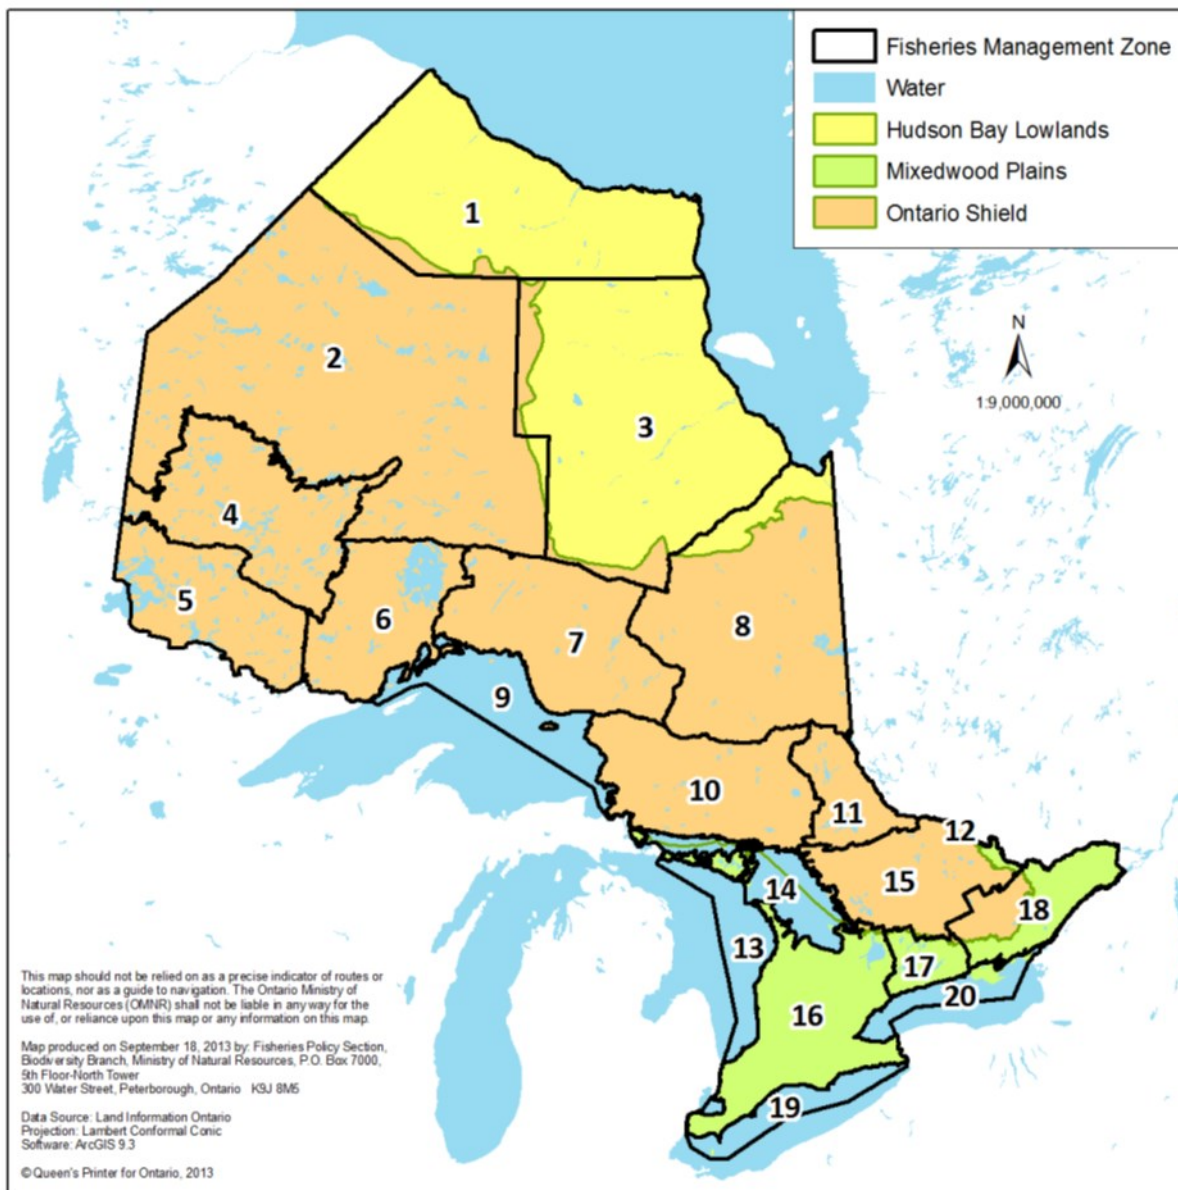 Fisheries Management Zone
Water
Hudson Bay Lowlands
Mixedwood Plains
Ontario Shield
N
1:9,000,000
1
2
3
4
5
6
7
8
9
10
11
12
13
14
15
16
17
18
19
20
This map should not be relied on as a precise indicator of routes or
locations, nor as a guide to navigation. The Ontario Ministry of
Natural Resources (OMNR) shall not be liable in any way for the
use of, or reliance upon this map or any information on this map.
Map produced on September 18, 2013 by: Fisheries Policy Section,
Biodiversity Branch, Ministry of Natural Resources, P.O. Box 7000,
5th Floor-North Tower
300 Water Street, Peterborough, Ontario K9J 8M5
Data Source: Land Information Ontario
Projection: Lambert Conformal Conic
Software: ArcGIS 9.3
© Queen's Printer for Ontario, 2013